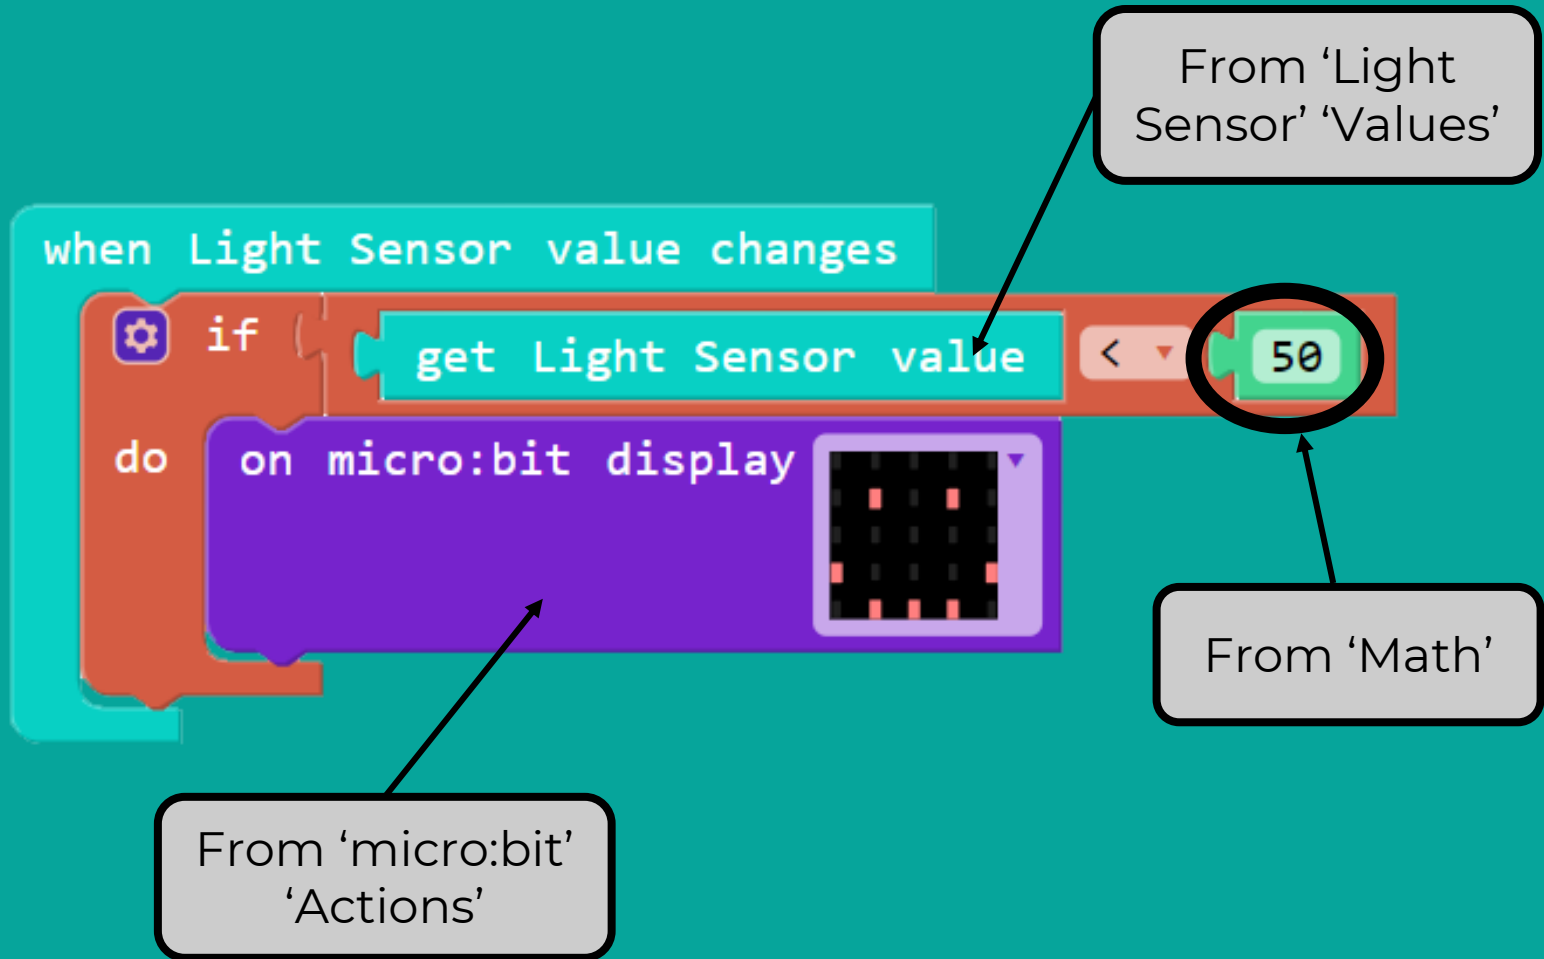 From ‘Light
Sensor’ ‘Values’
when Light Sensor value changes
if get Light Sensor value < 50
do on micro:bit display
From ‘Math’
From ‘micro:bit’
‘Actions’